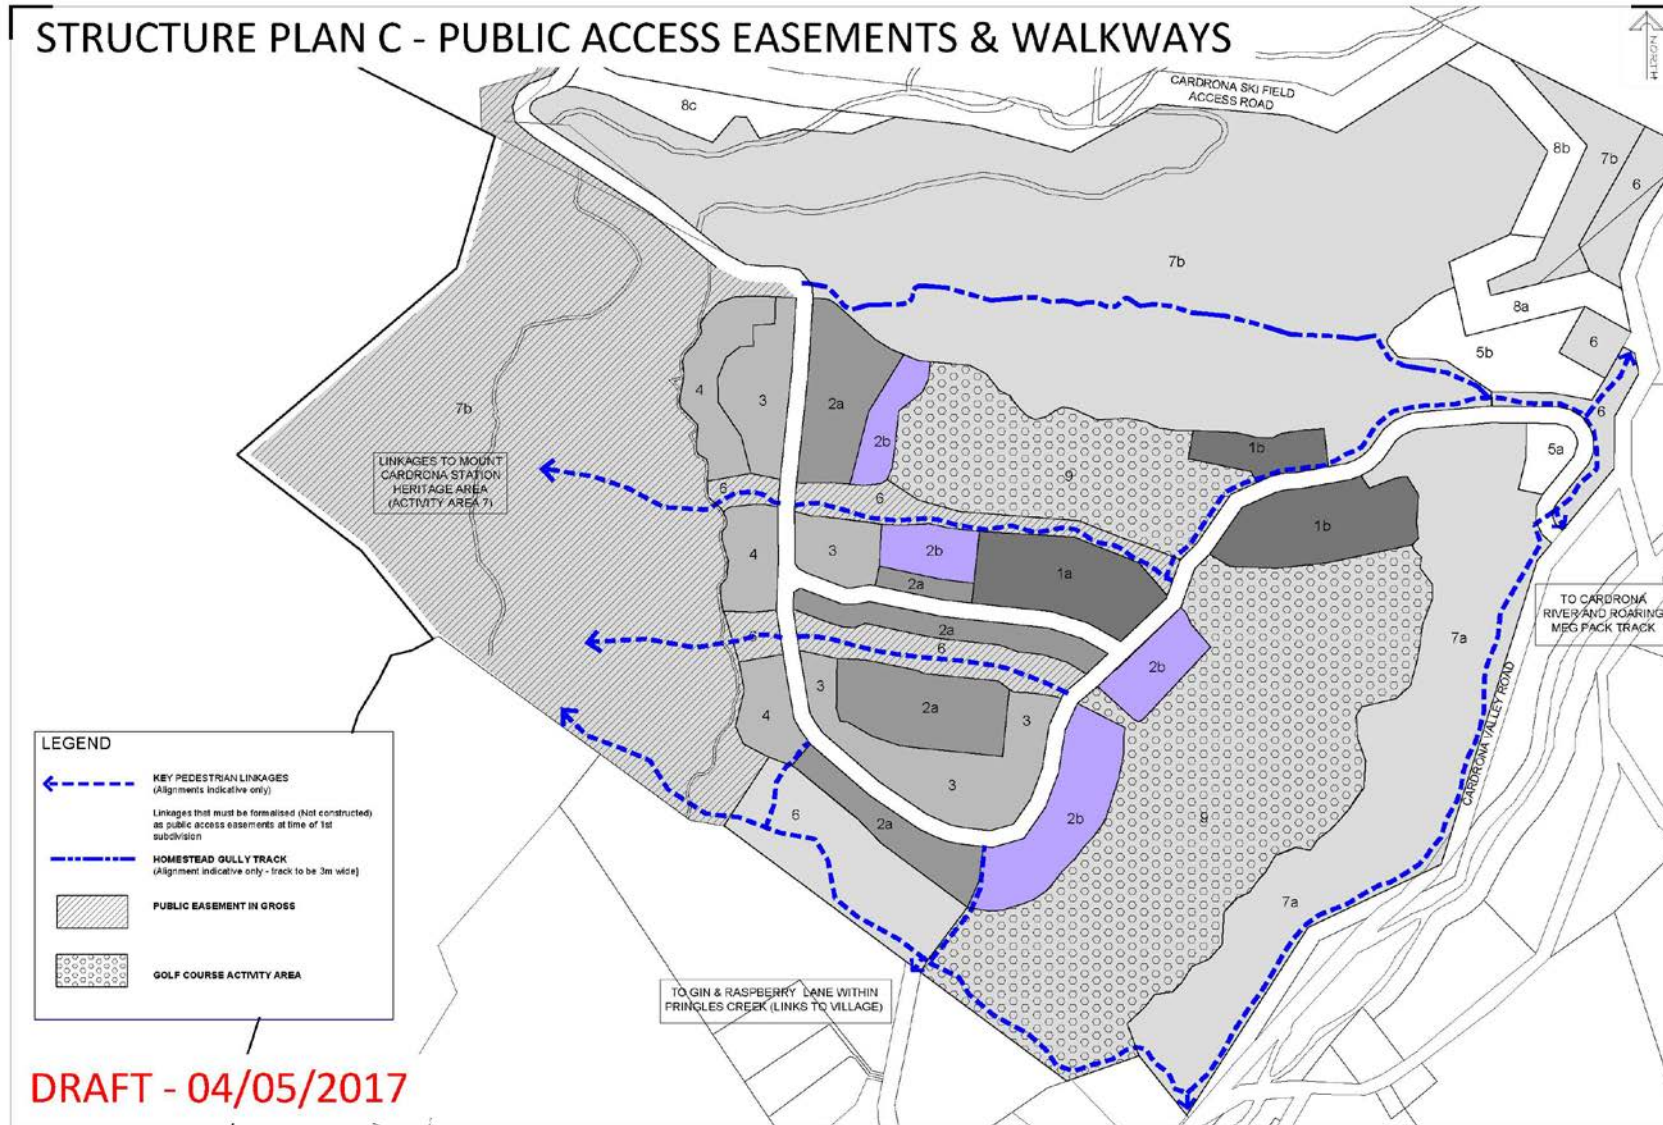 STRUCTURE PLAN C - PUBLIC ACCESS EASEMENTS & WALKWAYS
NORTH
CARDRONA SKI FIELD
ACCESS ROAD
8c
8b
7b
6
7b
8a
6
5b
6
5a
4
3
2a
2b
7b
LINKAGES TO MOUNT
CARDRONA STATION
HERITAGE AREA
(ACTIVITY AREA 7)
6
6
9
1b
1b
4
3
2b
2a
1a
2a
6
6
2b
7a
TO CARDRONA
RIVER AND ROARING
MEG PACK TRACK
CARDRONA VALLEY ROAD
3
4
2a
3
3
2b
2a
6
9
7a
LEGEND
KEY PEDESTRIAN LINKAGES
(Alignments indicative only)
Linkages that must be formalised (Not constructed)
as public access easements at time of 1st
subdivision
HOMESTEAD GULLY TRACK
(Alignment indicative only - track to be 3m wide)
PUBLIC EASEMENT IN GROSS
GOLF COURSE ACTIVITY AREA
TO GIN & RASPBERRY LANE WITHIN
PRINGLES CREEK (LINKS TO VILLAGE)
DRAFT - 04/05/2017